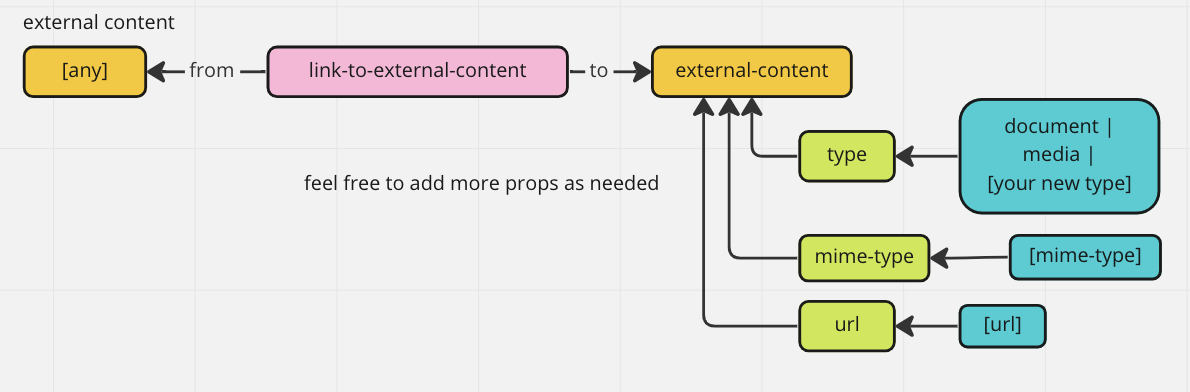 external content
[any]
from
link-to-external-content
to
external-content
type
document |
media |
[your new type]
feel free to add more props as needed
mime-type
[mime-type]
url
[url]